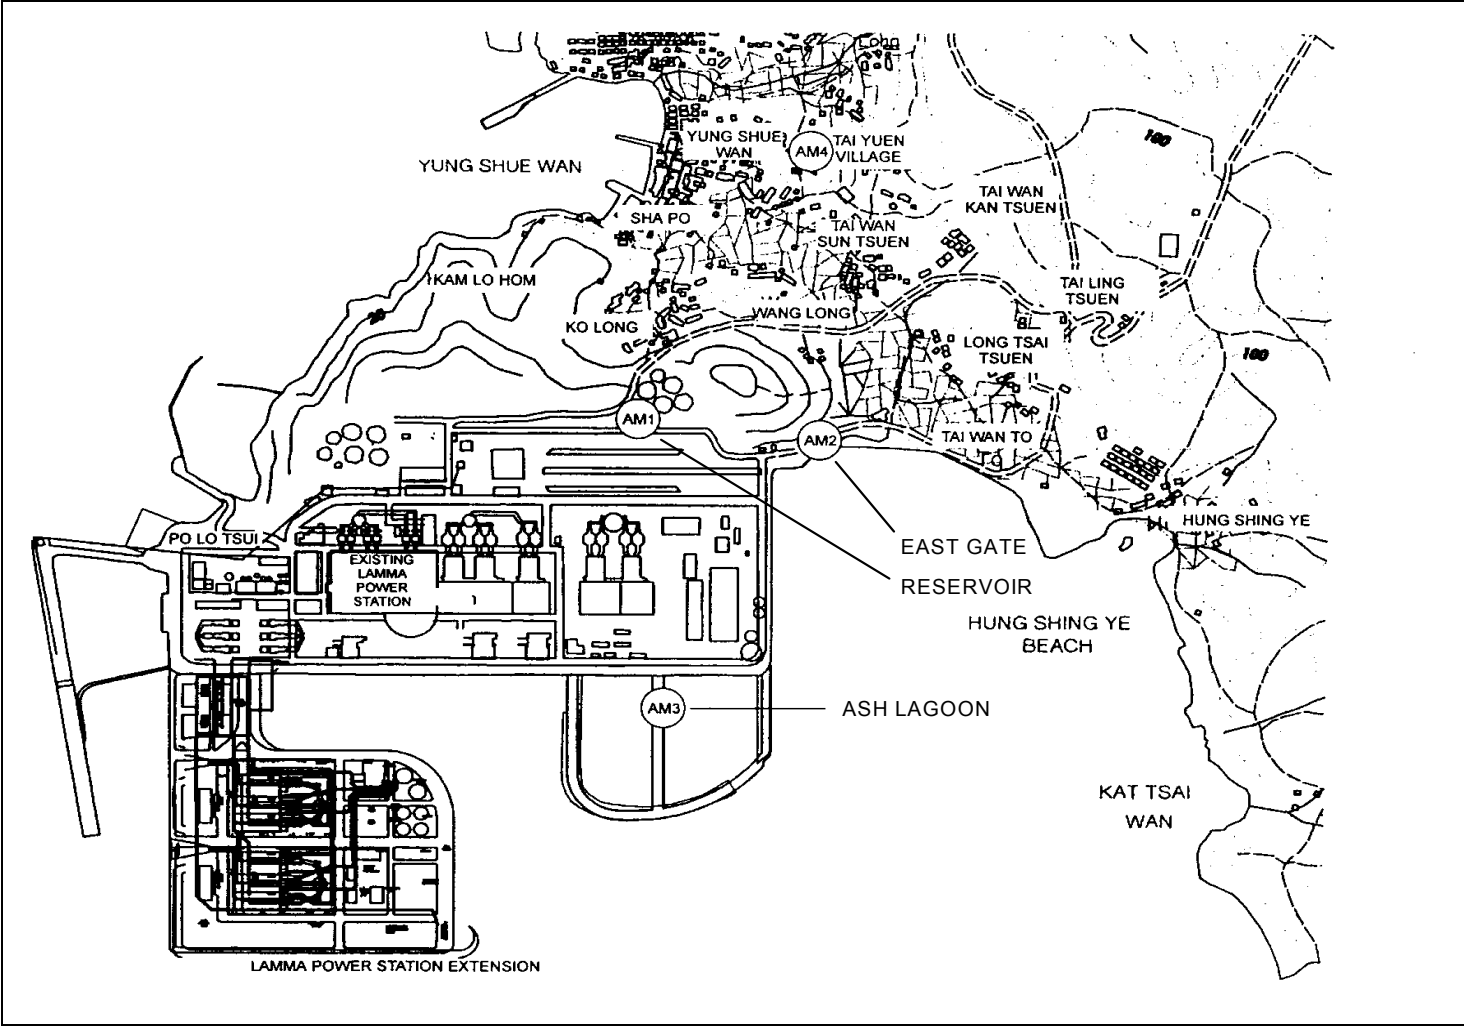 Long
YUNG SHUE
WAN
AM4
TAI YUEN
VILLAGE
YUNG SHUE WAN
100
TAI WAN
KAN TSUEN
SHA PO
TAI WAN
SUN TSUEN
KAM LO HOM
TAI LING
TSUEN
WANG LONG
KO LONG
LONG TSAI
TSUEN
100
AM1
AM2
TAI WAN TO
HUNG SHING YE
PO LO TSUI
EAST GATE
EXISTING
LAMMA
POWER
STATION
RESERVOIR
HUNG SHING YE
BEACH
AM3
ASH LAGOON
KAT TSAI
WAN
LAMMA POWER STATION EXTENSION